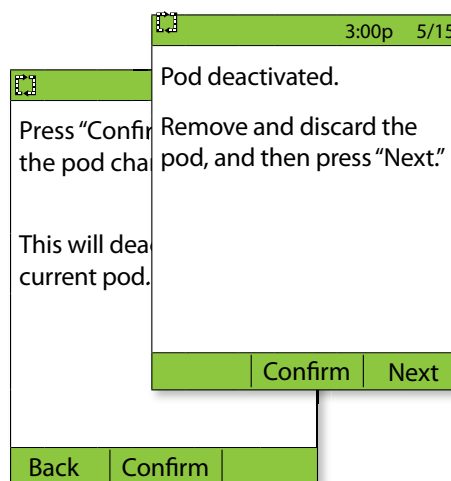 3:00p 5/15
Pod deactivated.
Remove and discard the
pod, and then press “Next.”
Confirm Next
Press “Confir
the pod cha
This will dea
current pod.
Back Confirm